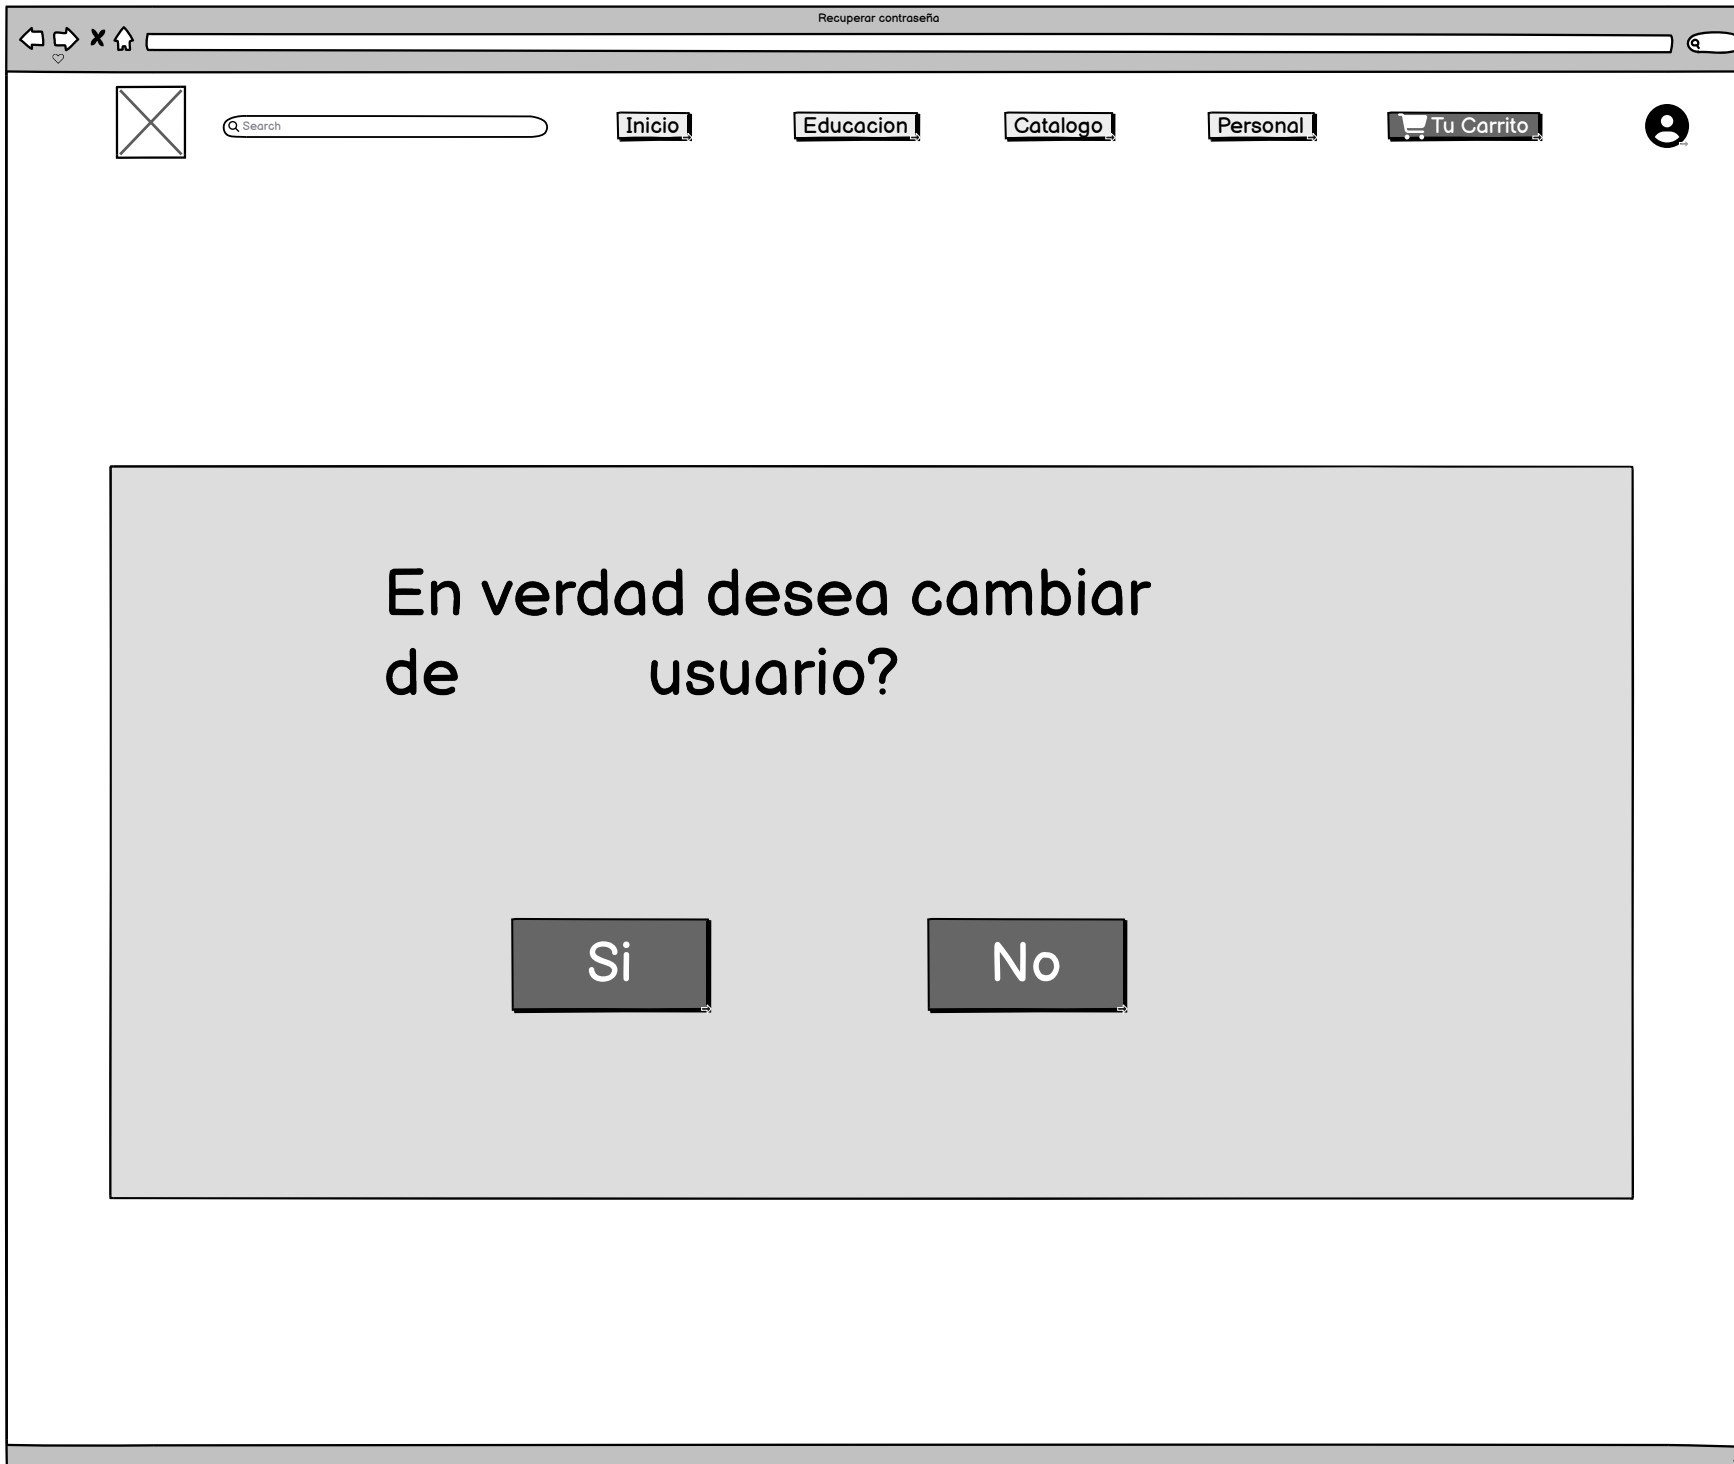 Recuperar contraseña
Search
Inicio
Educacion
Catalogo
Personal
Tu Carrito
En verdad desea cambiar
de usuario?
Si
No